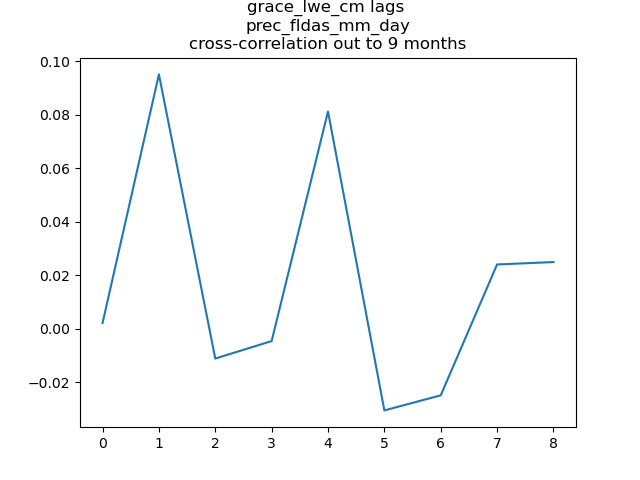 grace_lwe_cm lags
prec_fldas_mm_day
cross-correlation out to 9 months
0.10
0.08
0.06
0.04
0.02
0.00
−0.02
0 1 2 3 4 5 6 7 8